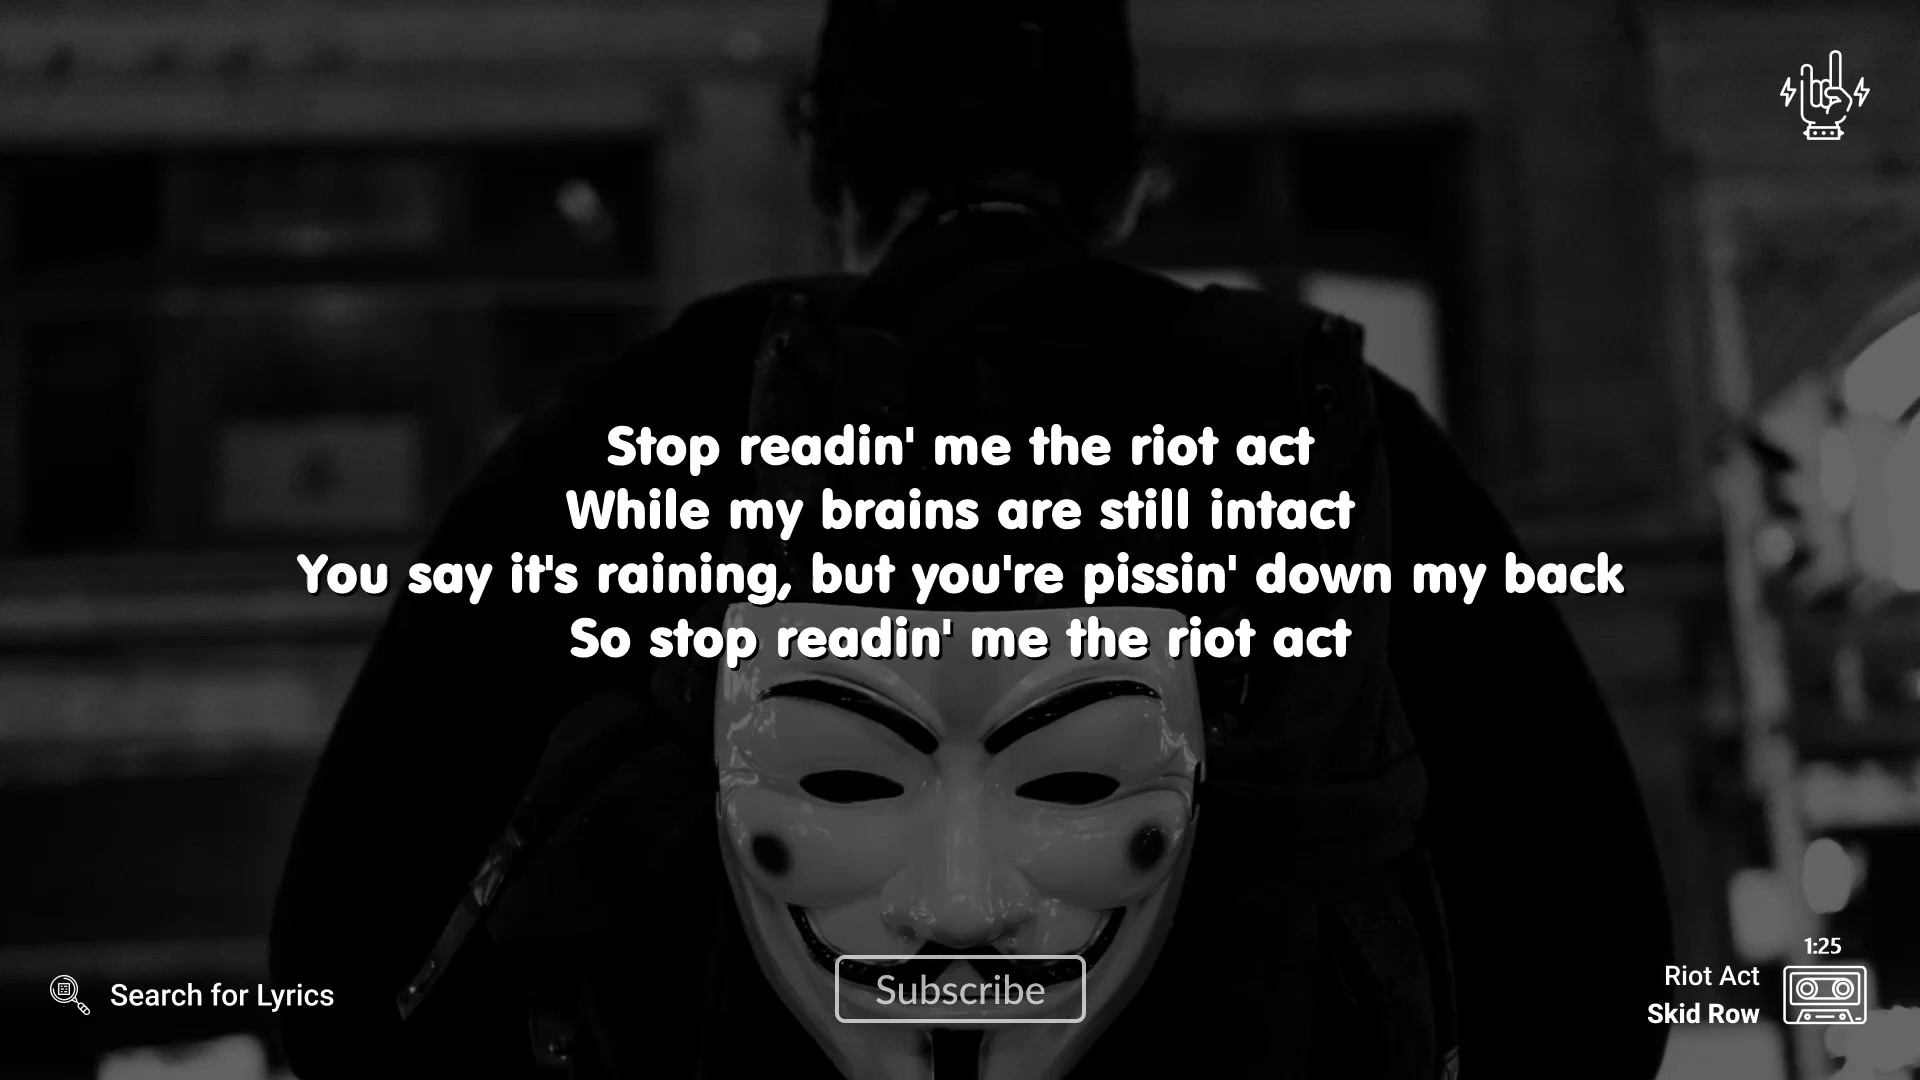 Stop readin' me the riot act
While my brains are still intact
You say it's raining, but you're pissin' down my back
So stop readin' me the riot act
Search for Lyrics
Subscribe
1:25
Riot Act
Skid Row